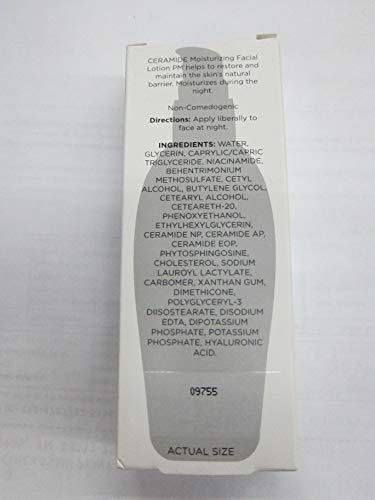 CERAMIDE Moisturizing Facial
Lotion PM helps to restore and
maintain the skin's natural
barrier. Moisturizes during the
night.
Non-Comedogenic
Directions: Apply liberally to
face at night.
INGREDIENTS: WATER,
GLYCERIN, CAPRYLIC/CAPRIC
TRIGLYCERIDE, NIACINAMIDE,
BEHENTRIMONIUM
METHOSULFATE, CETYL
ALCOHOL, BUTYLENE GLYCOL,
CETEARYL ALCOHOL,
CETEARETH-20,
PHENOXYETHANOL,
ETHYLHEXYLGLYCERIN,
CERAMIDE NP, CERAMIDE AP,
CERAMIDE EOP,
PHYTOSPHINGOSINE,
CHOLESTEROL, SODIUM
LAUROYL LACTYLATE,
CARBOMER, XANTHAN GUM,
DIMETHICONE,
POLYGLYCERYL-3
DIISOSTEARATE, DISODIUM
EDTA, DIPOTASSIUM
PHOSPHATE, POTASSIUM
PHOSPHATE, HYALURONIC
ACID.
09755
ACTUAL SIZE